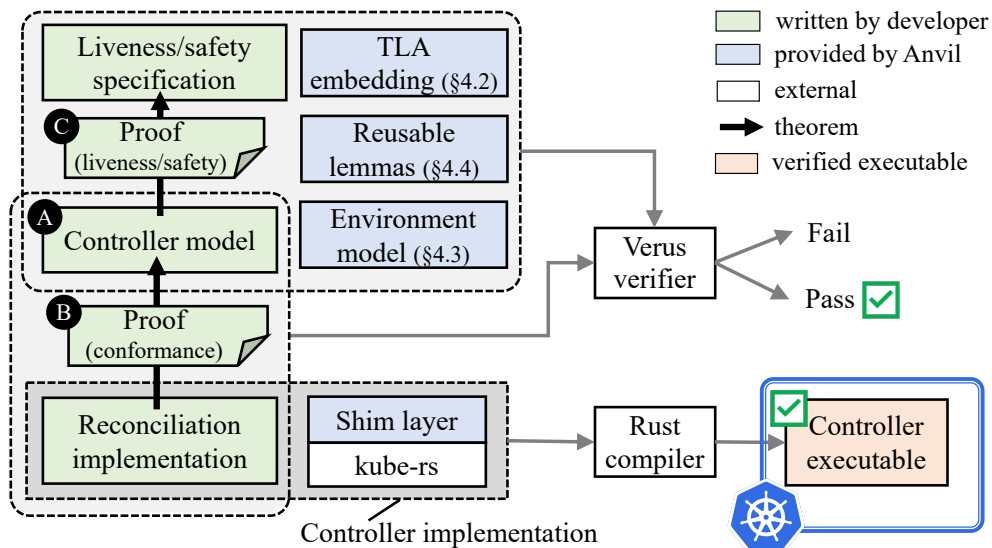 Liveness/safety
specification
TLA
embedding (§4.2)
C
Proof
(liveness/safety)
Reusable
lemmas (§4.4)
A
Controller model
Environment
model (§4.3)
B
Proof
(conformance)
Reconciliation
implementation
Shim layer
kube-rs
Controller implementation
Verus
verifier
Fail
Pass
Rust
compiler
Controller
executable
written by developer
provided by Anvil
external
theorem
verified executable